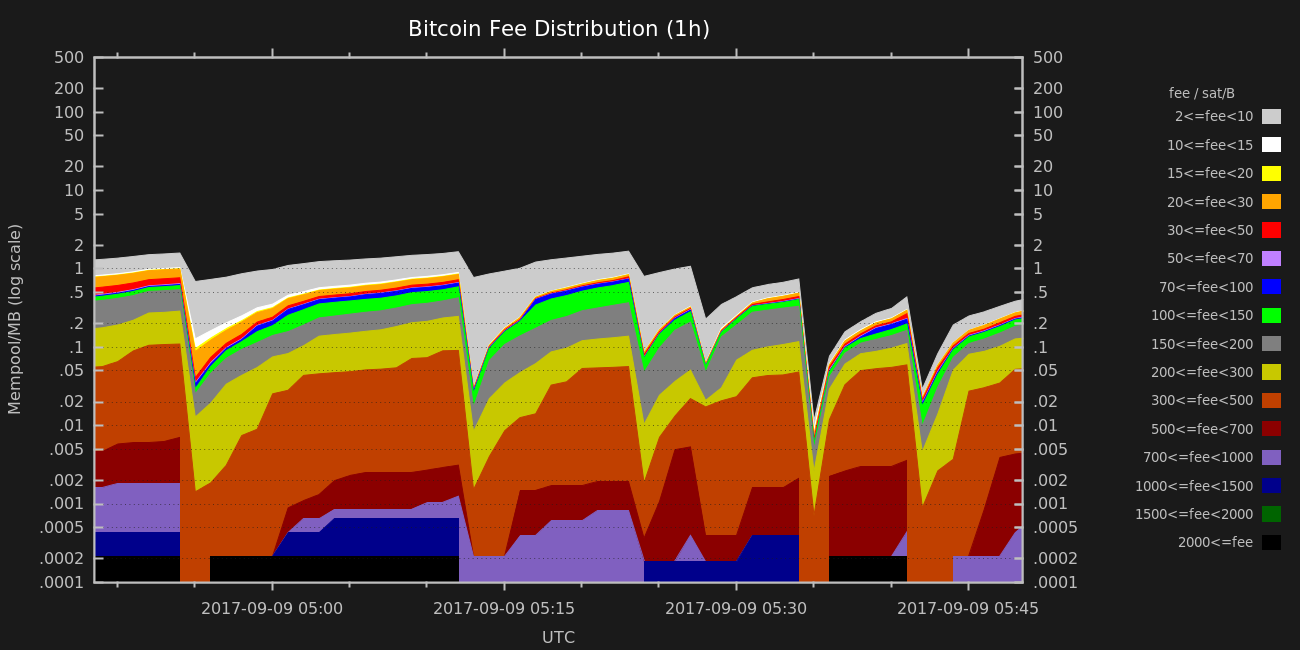 Bitcoin Fee Distribution (1h)
500 500
200 200
100 100
50 50
20 20
10 10
5 5
2 2
1 1
.5 .5
.2 .2
.1 .1
.05 .05
.02 .02
.01 .01
.005 .005
.002 .002
.001 .001
.0005 .0005
.0002 .0002
.0001 .0001
Mempool/MB (log scale)
2017-09-09 05:00 2017-09-09 05:15 2017-09-09 05:30 2017-09-09 05:45
UTC
fee / sat/B
2<=fee<10
10<=fee<15
15<=fee<20
20<=fee<30
30<=fee<50
50<=fee<70
70<=fee<100
100<=fee<150
150<=fee<200
200<=fee<300
300<=fee<500
500<=fee<700
700<=fee<1000
1000<=fee<1500
1500<=fee<2000
2000<=fee